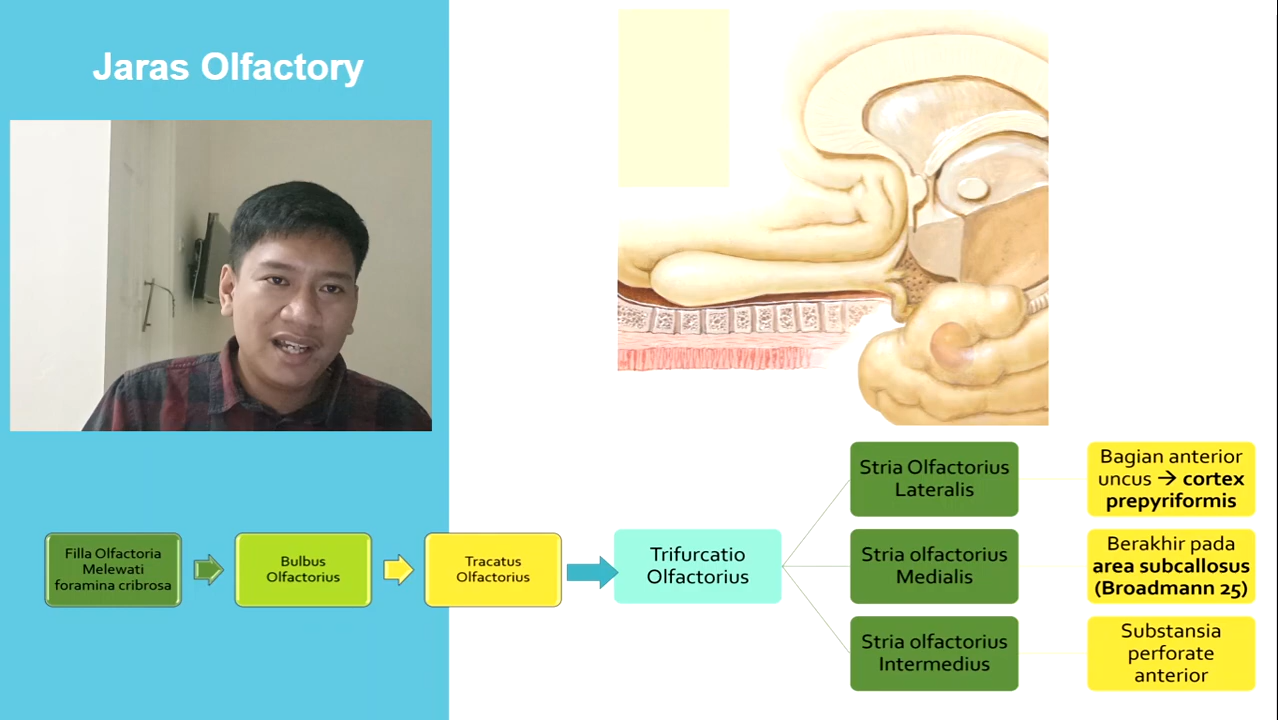 Jaras Olfactory
Filla Olfactoria
Melewati
foramina cribrosa
Bulbus
Olfactorius
Tracatus
Olfactorius
Trifurcatio
Olfactorius
Stria Olfactorius
Lateralis
Bagian anterior
uncus → cortex
prepyriformis
Stria olfactorius
Medialis
Berakhir pada
area subcallosus
(Broadmann 25)
Stria olfactorius
Intermedius
Substansia
perforate
anterior